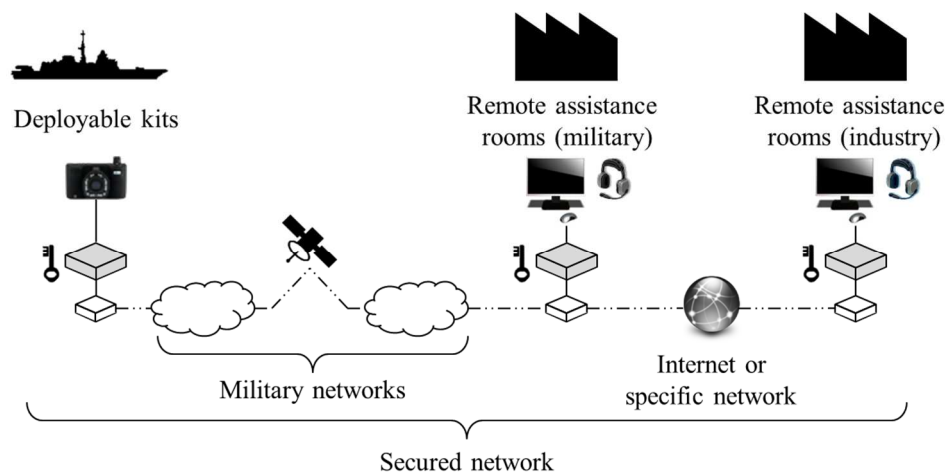 Deployable kits
Remote assistance
rooms (military)
Remote assistance
rooms (industry)
Military networks
Internet or
specific network
Secured network